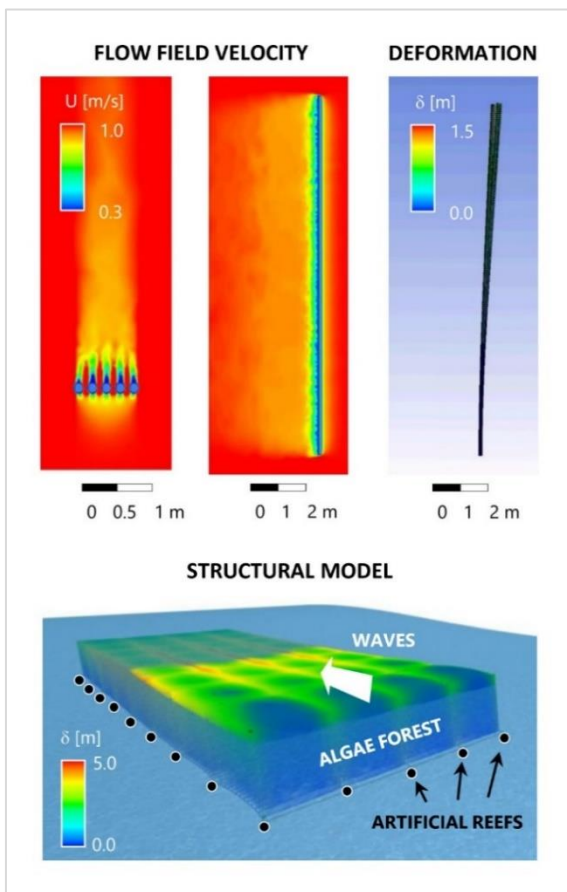 FLOW FIELD VELOCITY
DEFORMATION
U [m/s]
1.0
0.3
δ [m]
1.5
0.0
0 0.5 1 m
0 1 2 m
0 1 2 m
STRUCTURAL MODEL
WAVES
ALGAE FOREST
δ [m]
5.0
0.0
ARTIFICIAL REEFS